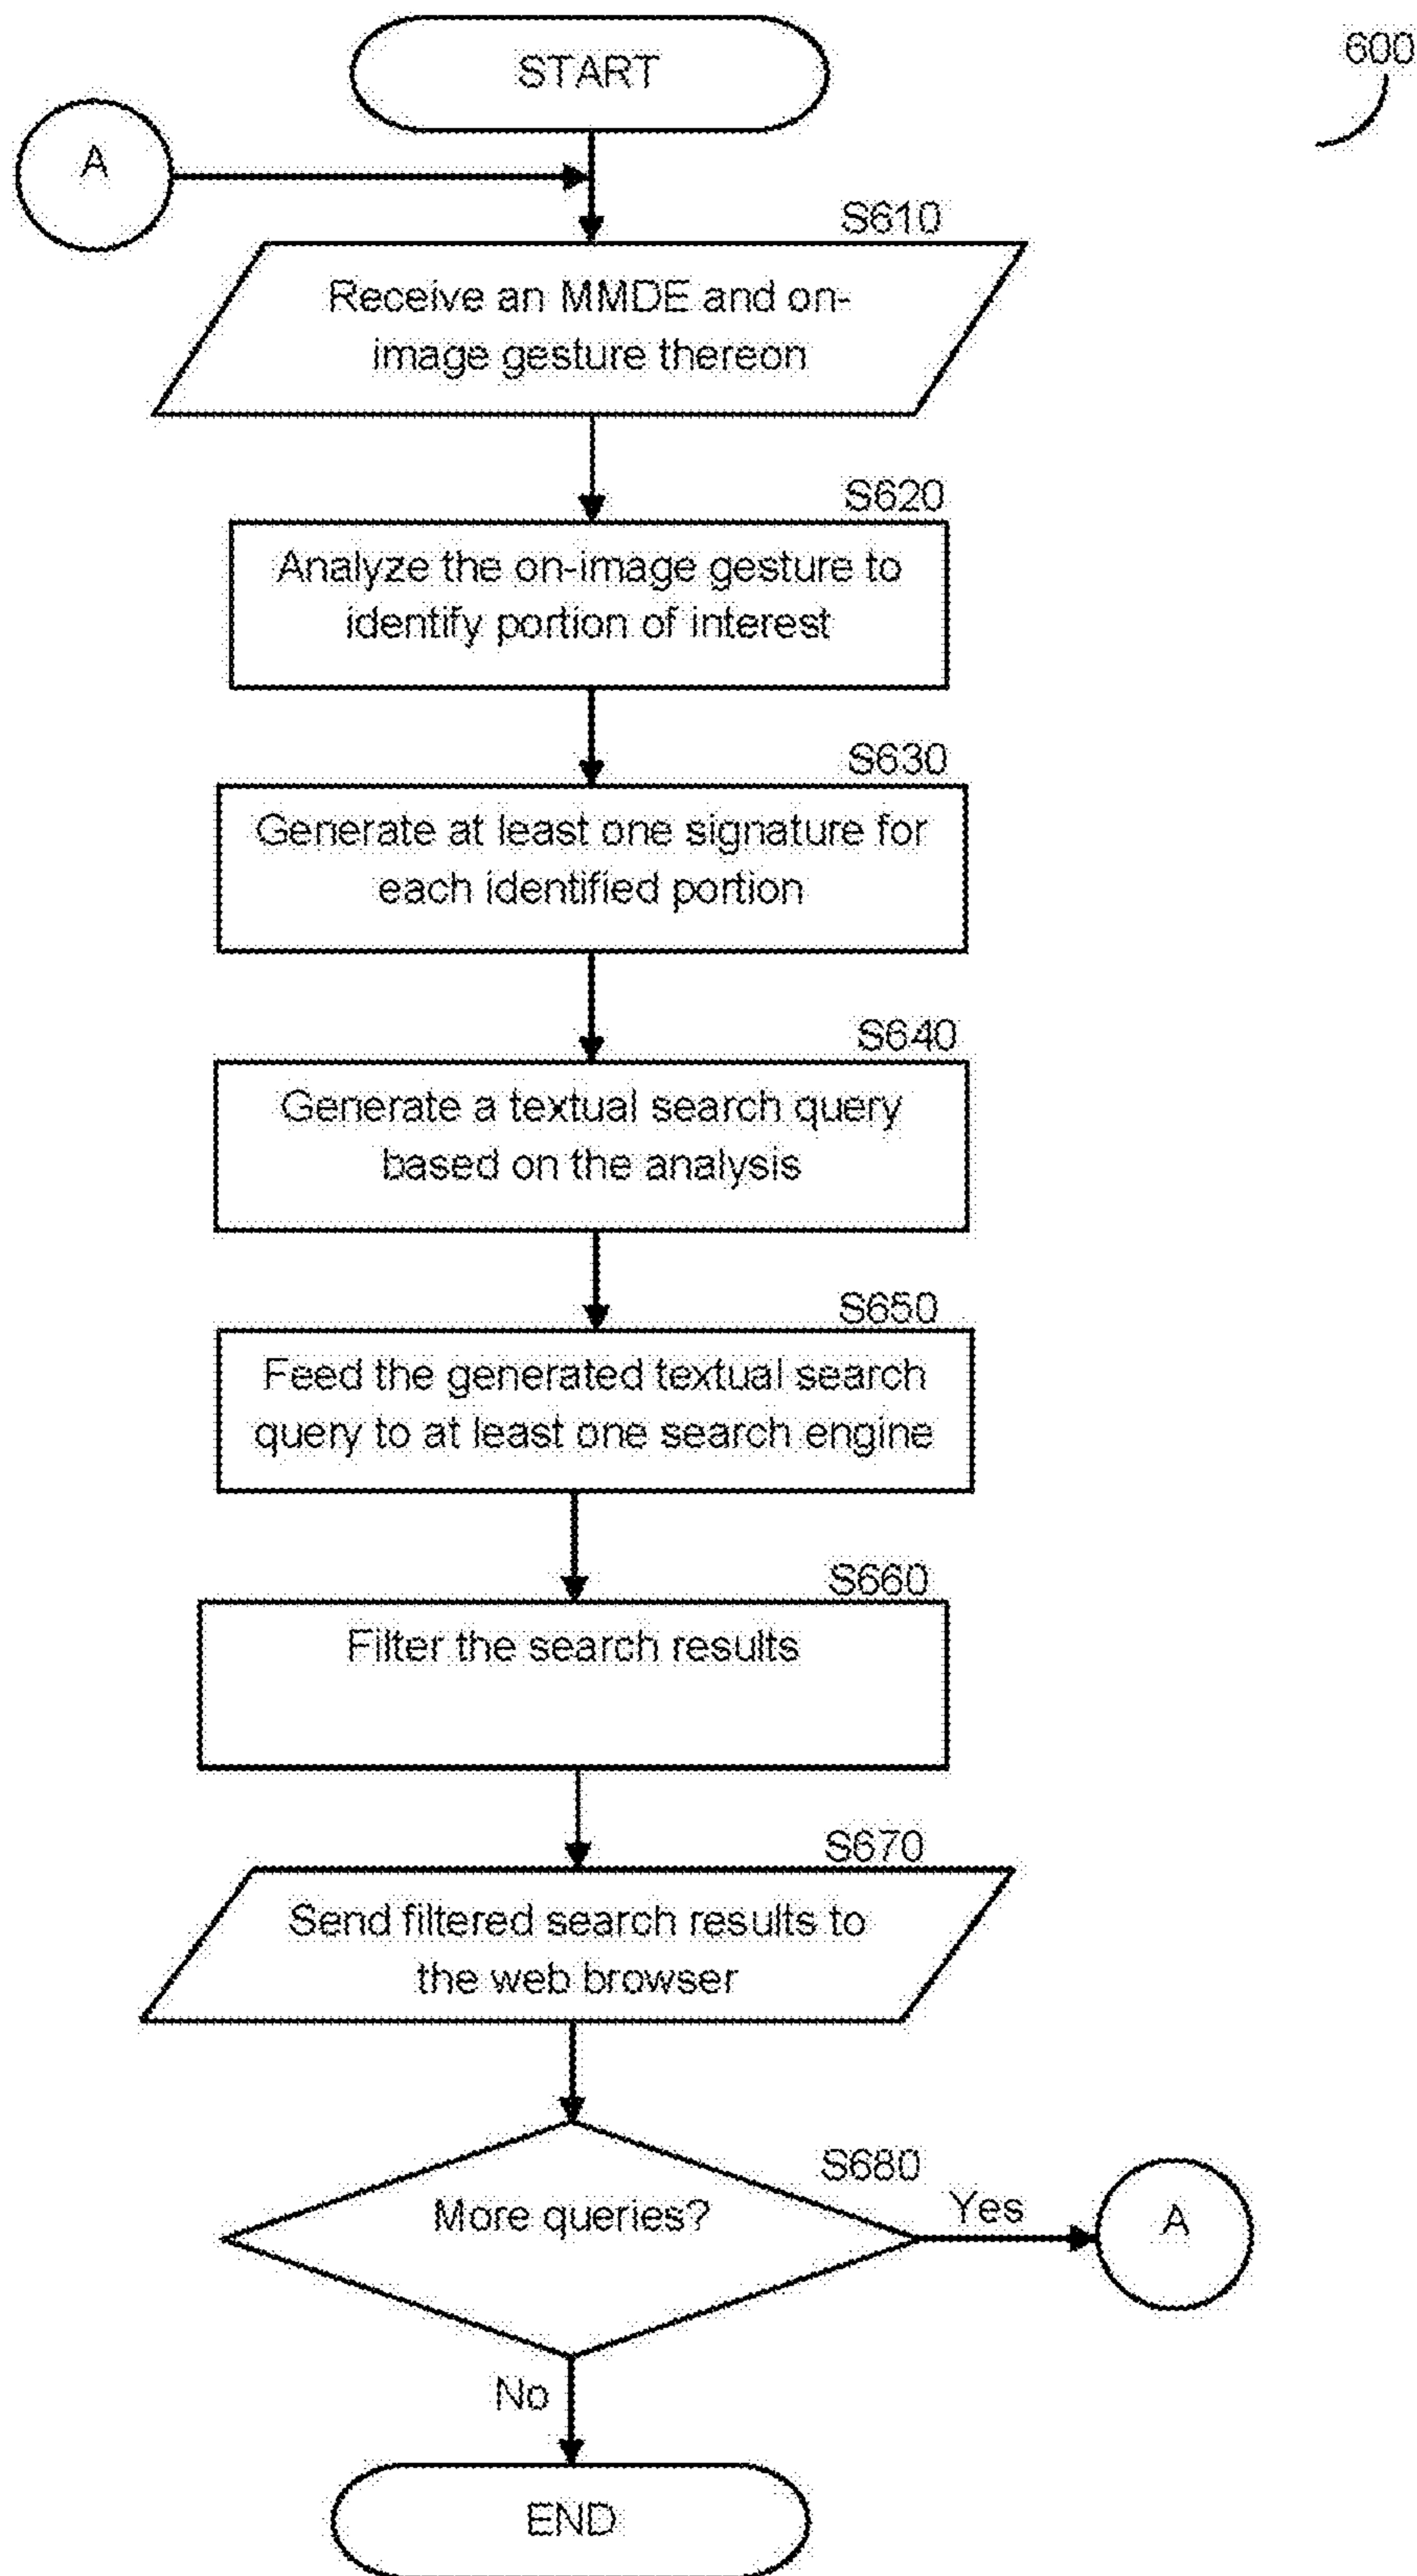 START
600
A
S610
Receive an MMDE and on-
image gesture thereon
S620
Analyze the on-image gesture to
identify portion of interest
S630
Generate at least one signature for
each identified portion
S640
Generate a textual search query
based on the analysis
S650
Feed the generated textual search
query to at least one search engine
S660
Filter the search results
S670
Send filtered search results to
the web browser
S680
More queries?
Yes
A
No
END